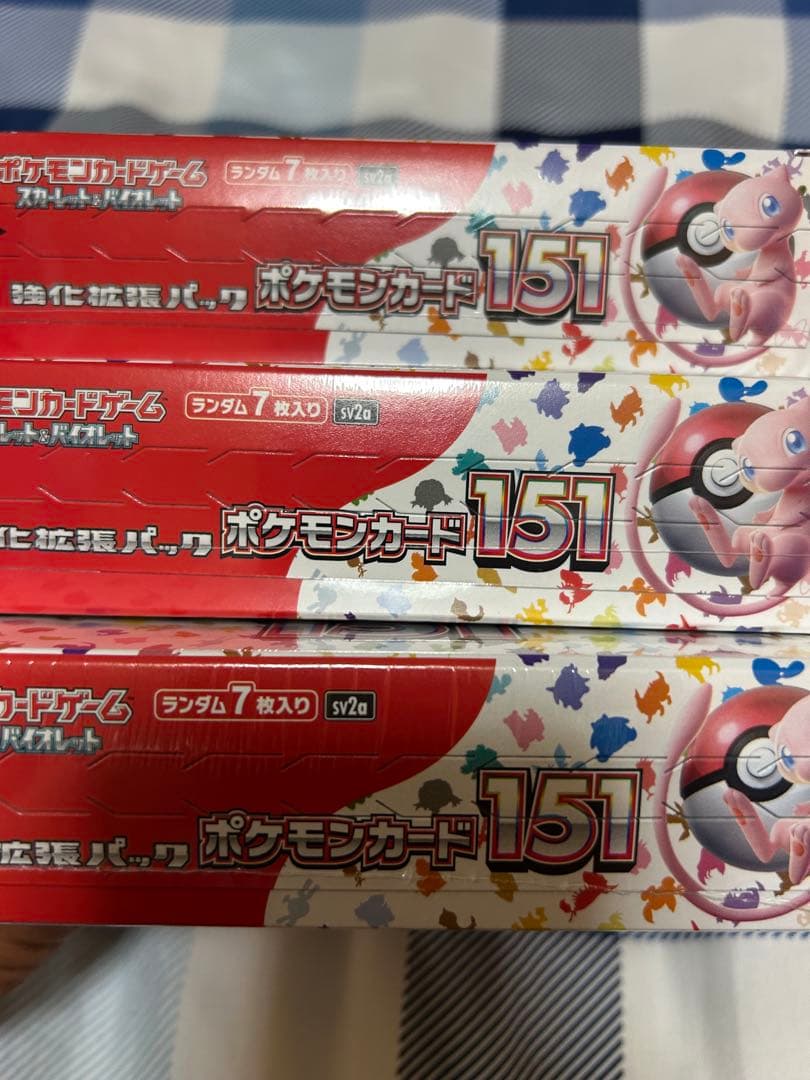 ポケモンカードゲーム
スカーレット&バイオレット
ランダム7枚入り sv2a
強化拡張パック ポケモンカード151
モンカードゲーム
レット&バイオレット
ランダム7枚入り sv2a
化拡張パック ポケモンカード151
カードゲーム
バイオレット
ランダム7枚入り sv2a
拡張パック ポケモンカード151